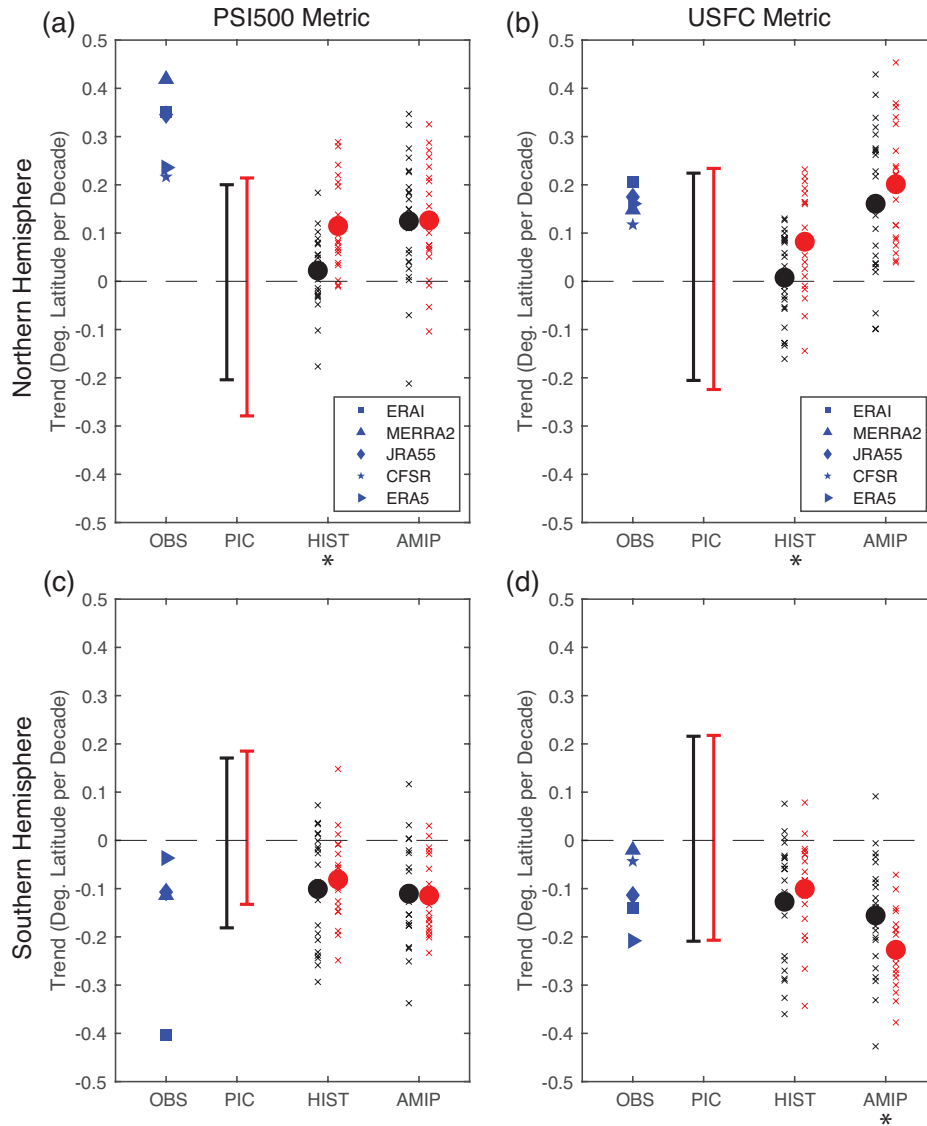 PSI500 Metric
USFC Metric
(a)
(b)
Northern Hemisphere
Trend (Deg. Latitude per Decade)
0.5
0.4
0.3
0.2
0.1
0
-0.1
-0.2
-0.3
-0.4
-0.5
ERAI
MERRA2
JRA55
CFSR
ERA5
OBS PIC HIST AMIP
*
Trend (Deg. Latitude per Decade)
0.5
0.4
0.3
0.2
0.1
0
-0.1
-0.2
-0.3
-0.4
-0.5
ERAI
MERRA2
JRA55
CFSR
ERA5
OBS PIC HIST AMIP
*
(c)
(d)
Southern Hemisphere
Trend (Deg. Latitude per Decade)
0.5
0.4
0.3
0.2
0.1
0
-0.1
-0.2
-0.3
-0.4
-0.5
OBS PIC HIST AMIP
Trend (Deg. Latitude per Decade)
0.5
0.4
0.3
0.2
0.1
0
-0.1
-0.2
-0.3
-0.4
-0.5
OBS PIC HIST AMIP
*